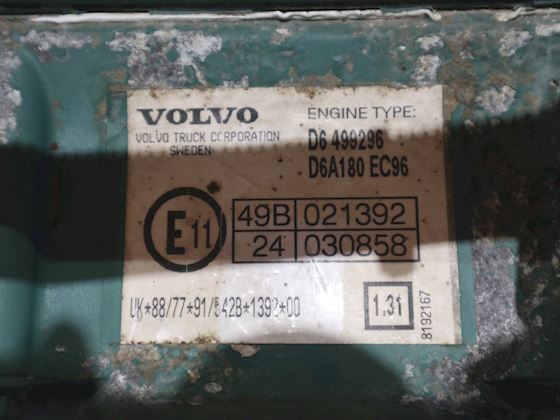 VOLVO
VOLVO TRUCK CORPORATION
SWEDEN
ENGINE TYPE:
D6 499296
D6A180 EC96
E11
49B 021392
24 030858
UK*88/77*91/542B*1392*00
1.31
8192167